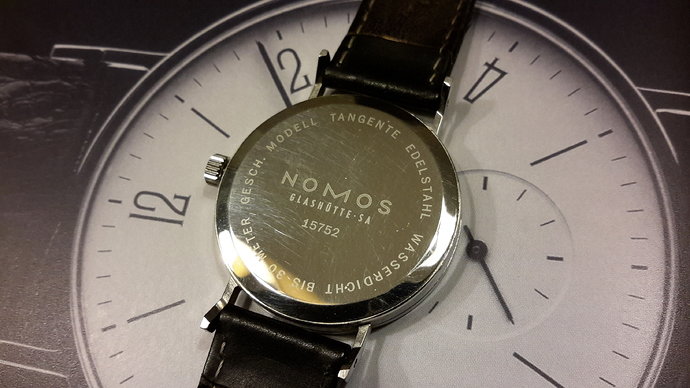 GESCH. MODELL TANGENTE EDELSTAHL WASSERDICHT BIS·30·METER
NOMOS
GLASHÜTTE·SA
15752
12
2
4